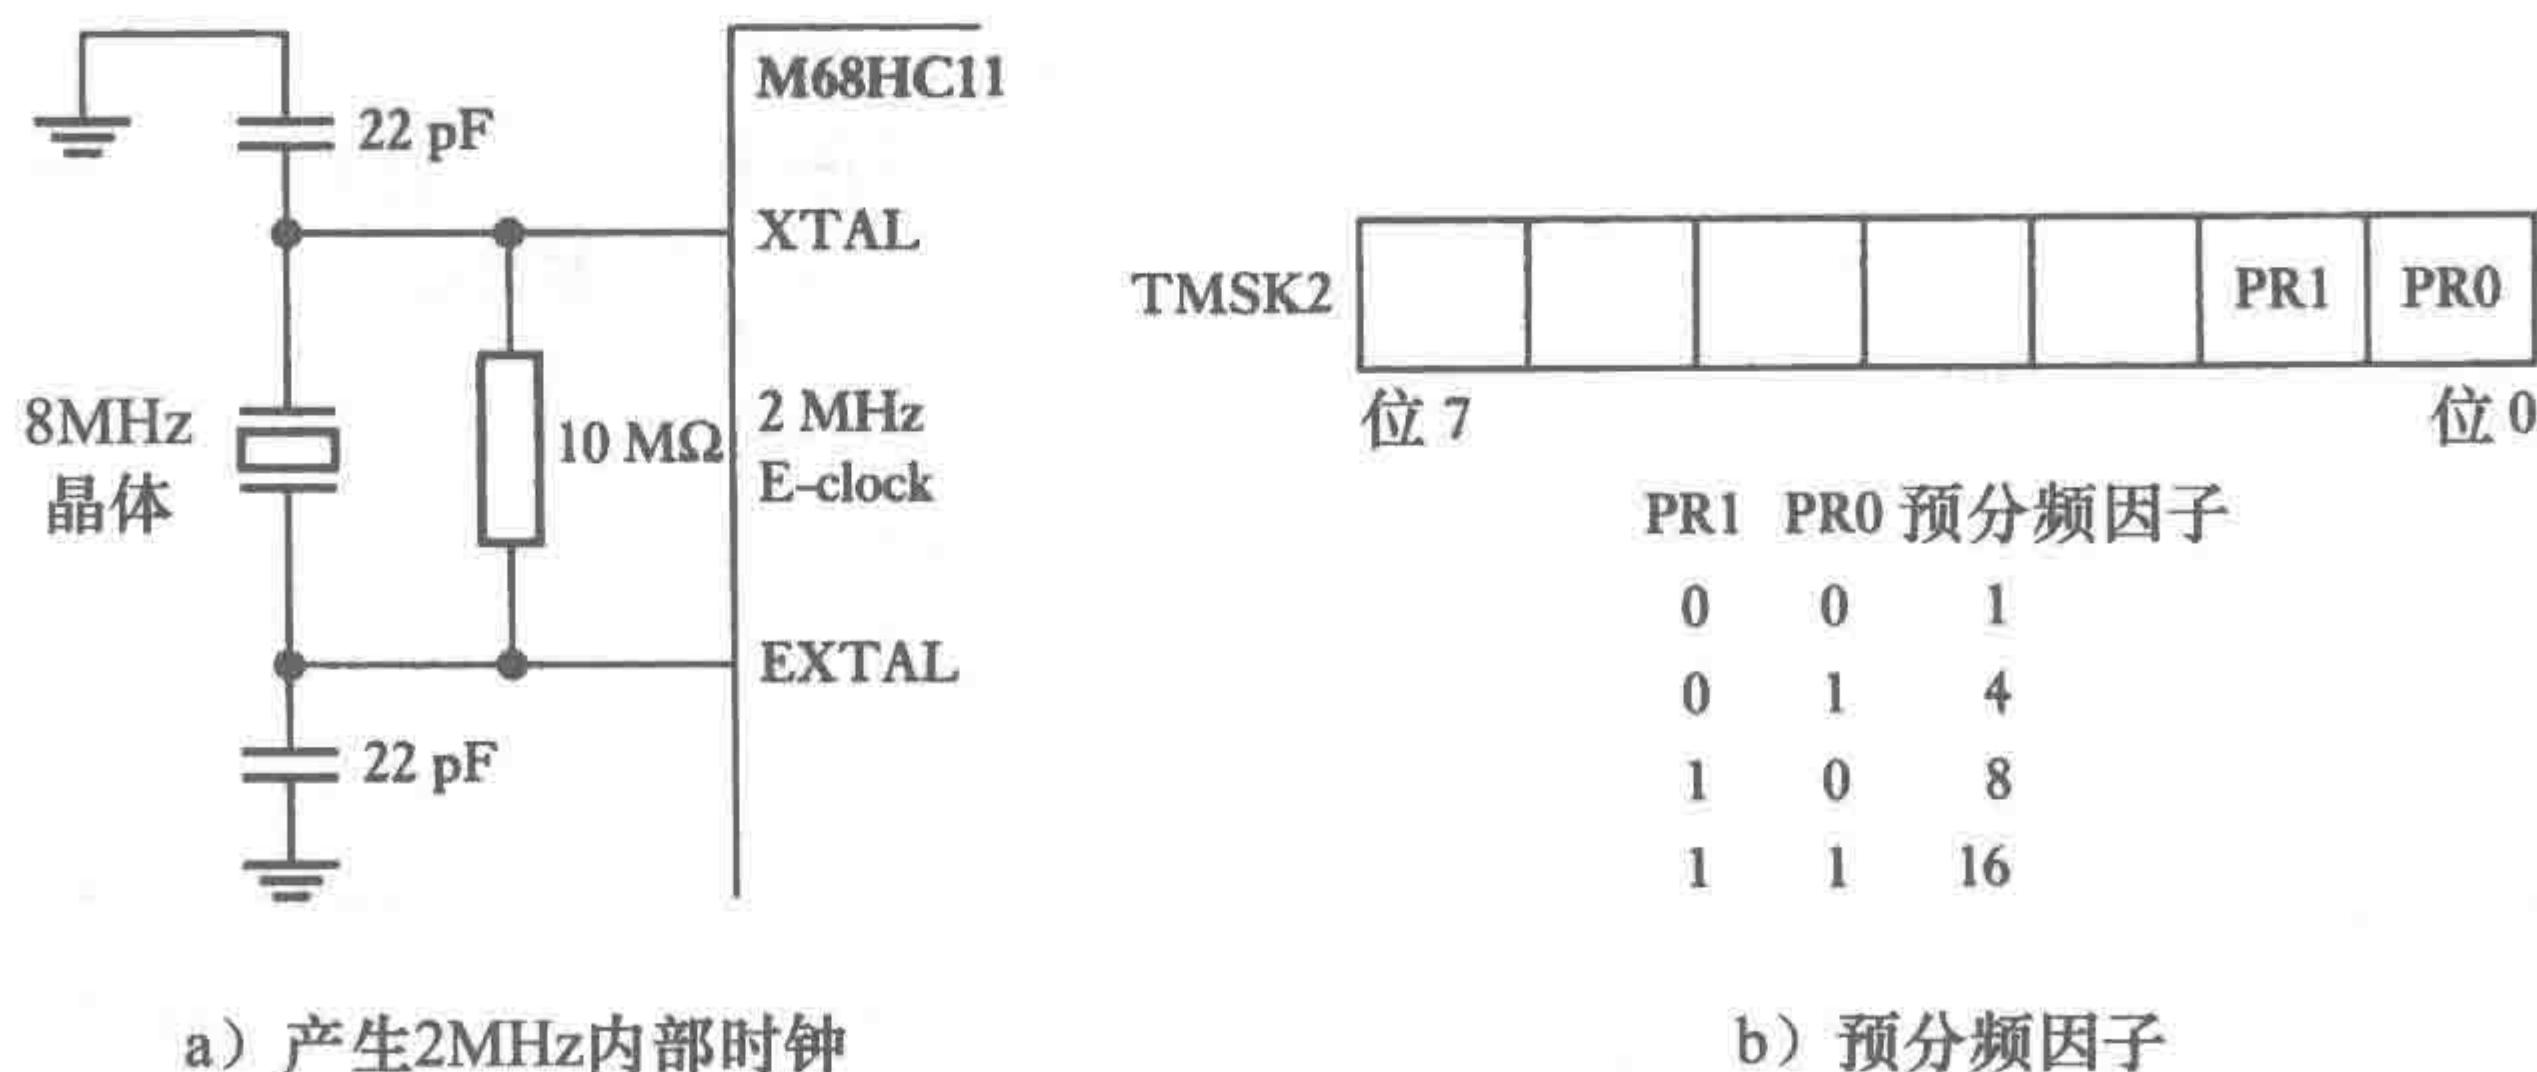 M68HC11
22 pF
XTAL
8MHz
晶体
10 MΩ
2 MHz
E-clock
EXTAL
22 pF
a）产生2MHz内部时钟
TMSK2
PR1 PR0
位 7 位 0
PR1 PR0 预分频因子
0 0 1
0 1 4
1 0 8
1 1 16
b）预分频因子